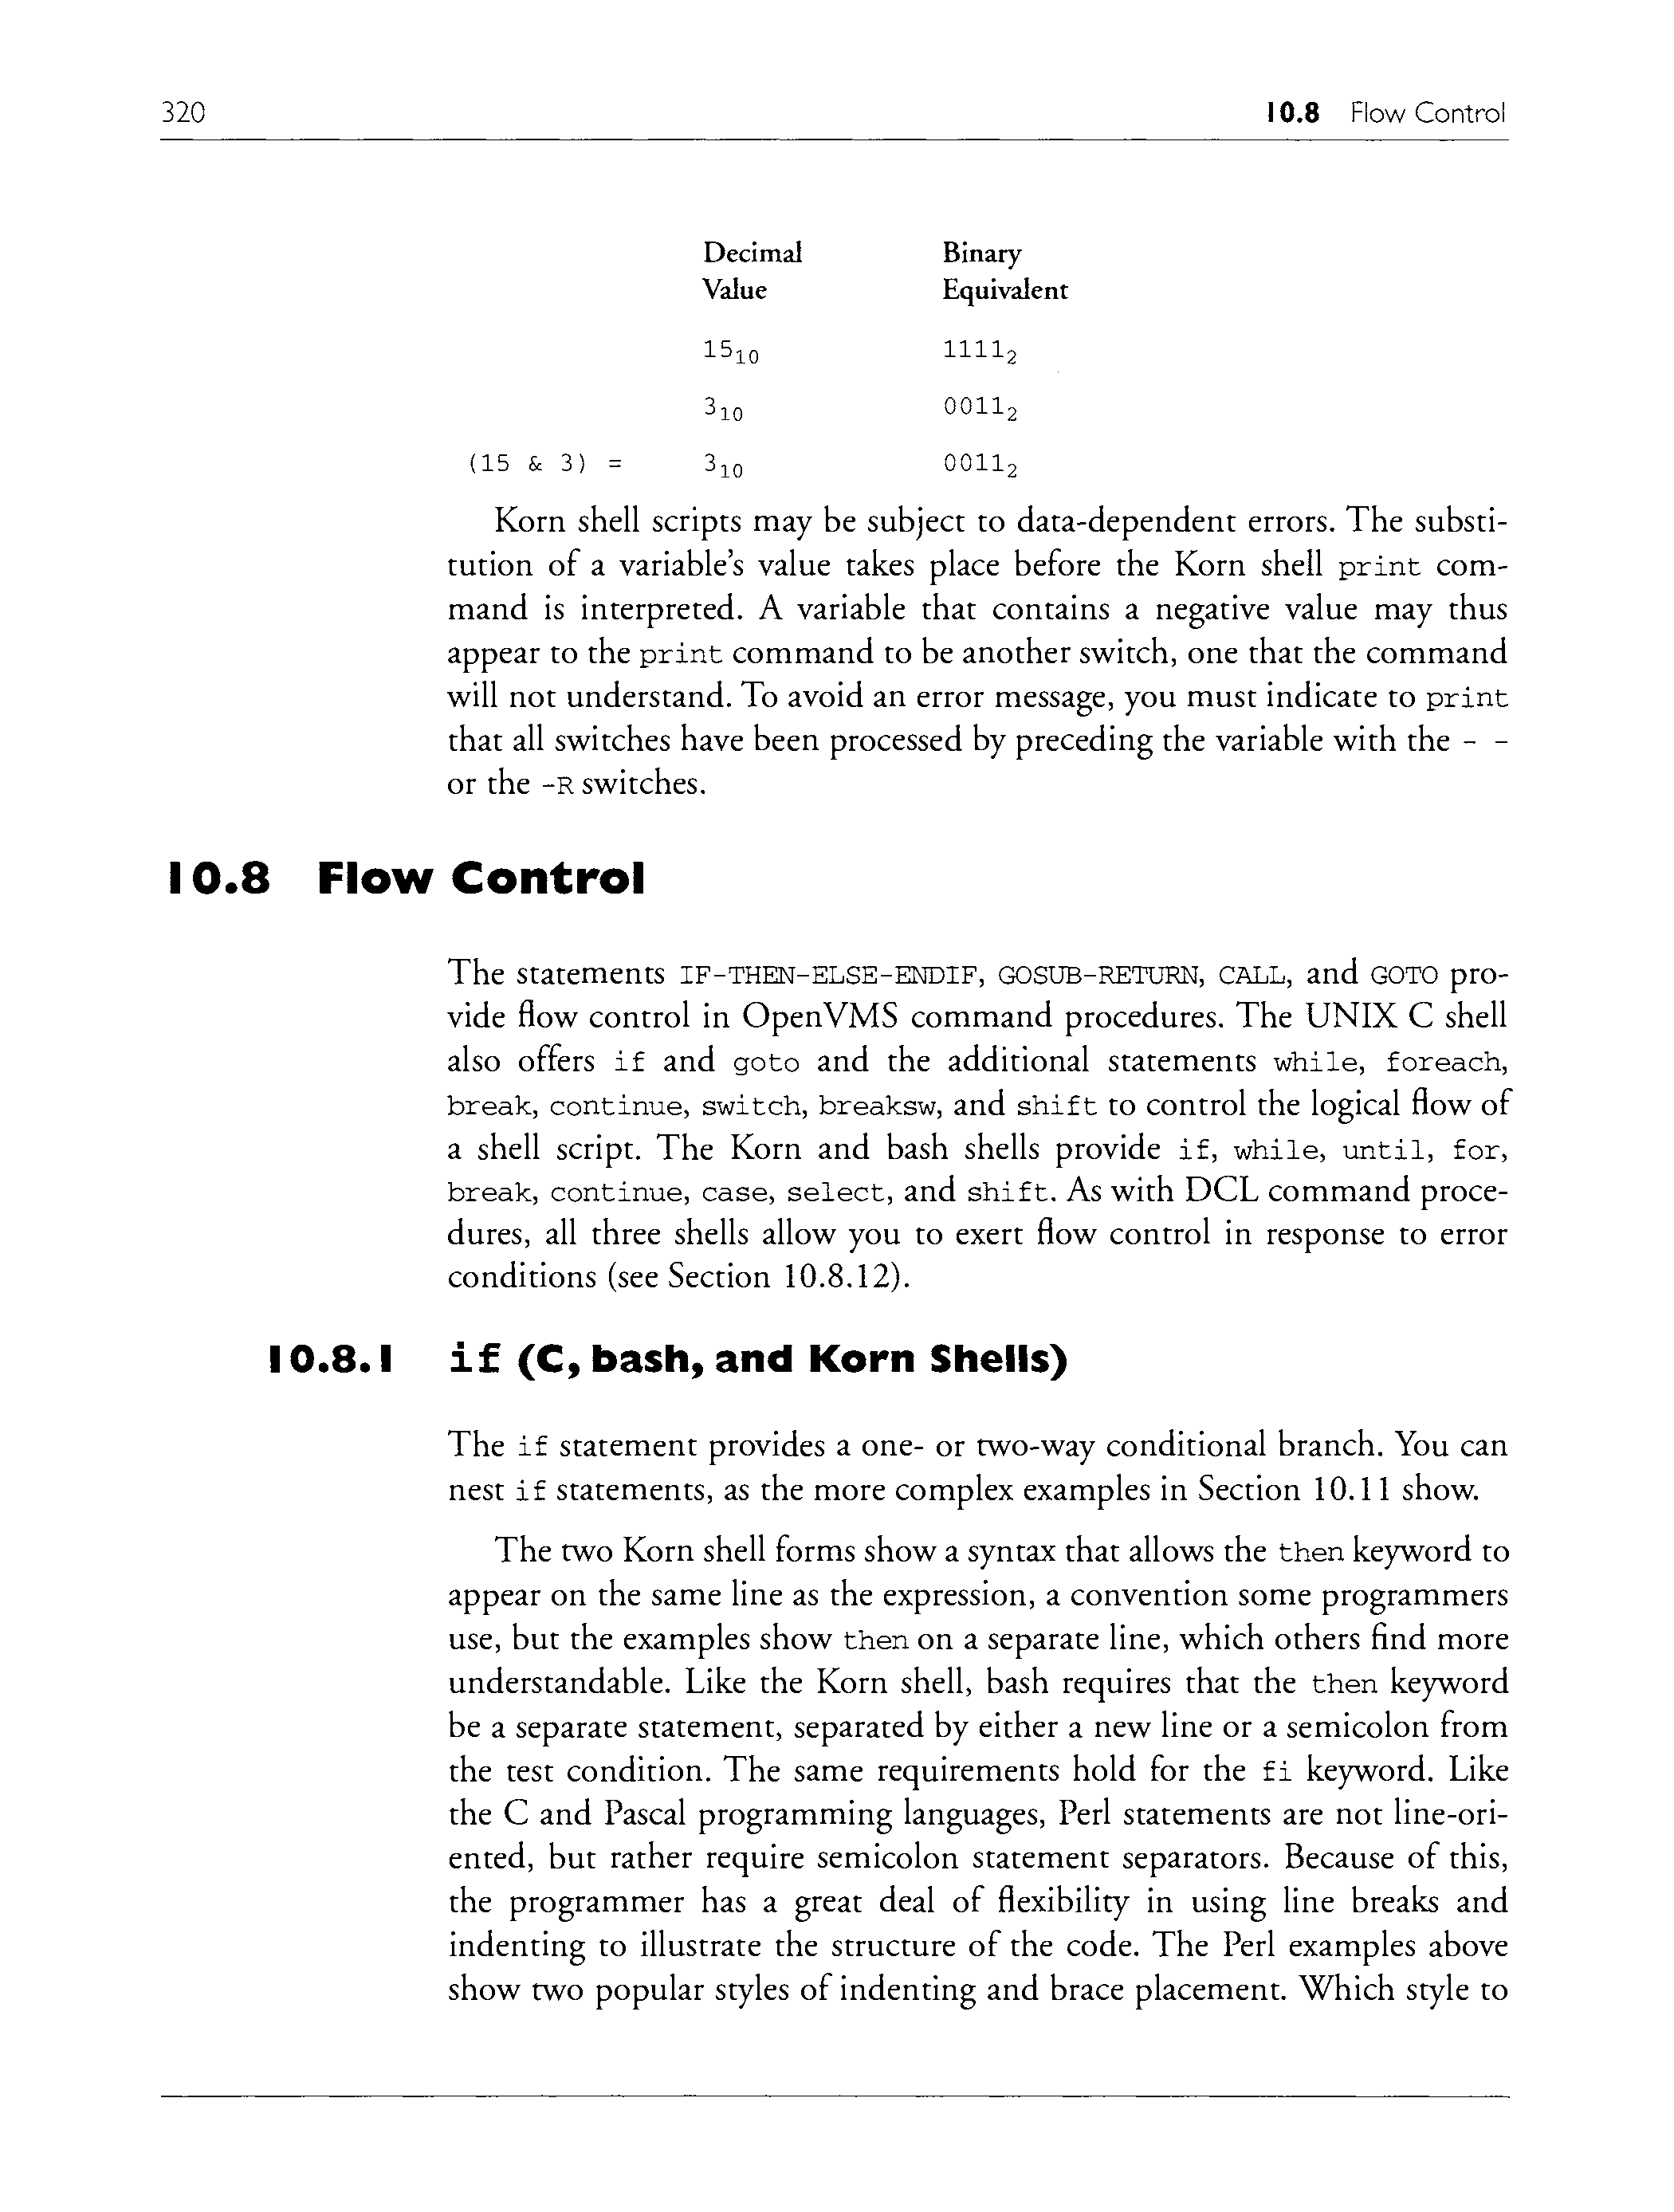 320 10.8 Flow Control
Decimal Binary
Value Equivalent
15₁₀ 1111₂
3₁₀ 0011₂
(15 & 3) = 3₁₀ 0011₂
Korn shell scripts may be subject to data-dependent errors. The substi-
tution of a variable's value takes place before the Korn shell print com-
mand is interpreted. A variable that contains a negative value may thus
appear to the print command to be another switch, one that the command
will not understand. To avoid an error message, you must indicate to print
that all switches have been processed by preceding the variable with the - -
or the -R switches.
10.8 Flow Control
The statements IF-THEN-ELSE-ENDIF, GOSUB-RETURN, CALL, and GOTO pro-
vide flow control in OpenVMS command procedures. The UNIX C shell
also offers if and goto and the additional statements while, foreach,
break, continue, switch, breaksw, and shift to control the logical flow of
a shell script. The Korn and bash shells provide if, while, until, for,
break, continue, case, select, and shift. As with DCL command proce-
dures, all three shells allow you to exert flow control in response to error
conditions (see Section 10.8.12).
10.8.1 if (C, bash, and Korn Shells)
The if statement provides a one- or two-way conditional branch. You can
nest if statements, as the more complex examples in Section 10.11 show.
The two Korn shell forms show a syntax that allows the then keyword to
appear on the same line as the expression, a convention some programmers
use, but the examples show then on a separate line, which others find more
understandable. Like the Korn shell, bash requires that the then keyword
be a separate statement, separated by either a new line or a semicolon from
the test condition. The same requirements hold for the fi keyword. Like
the C and Pascal programming languages, Perl statements are not line-ori-
ented, but rather require semicolon statement separators. Because of this,
the programmer has a great deal of flexibility in using line breaks and
indenting to illustrate the structure of the code. The Perl examples above
show two popular styles of indenting and brace placement. Which style to